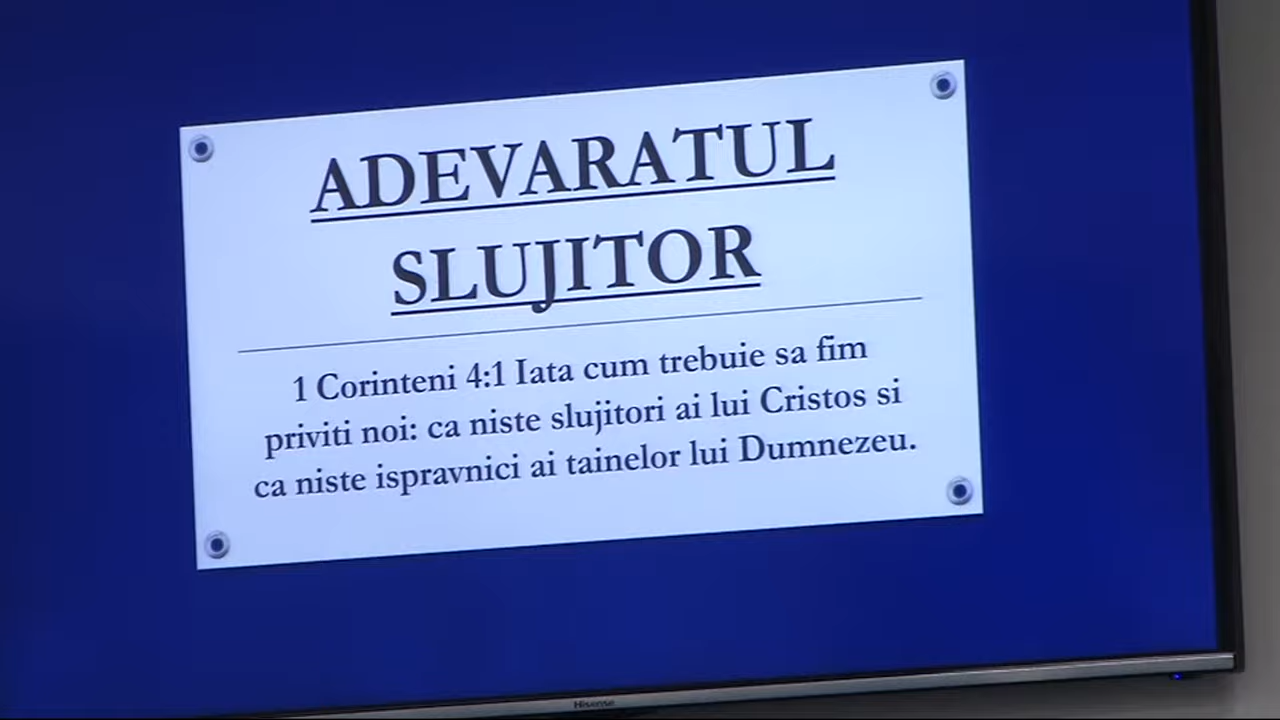 ADEVARATUL
SLUJITOR
1 Corinteni 4:1 Iata cum trebuie sa fim
priviti noi: ca niste slujitori ai lui Cristos si
ca niste ispravnici ai tainelor lui Dumnezeu.
Hisense